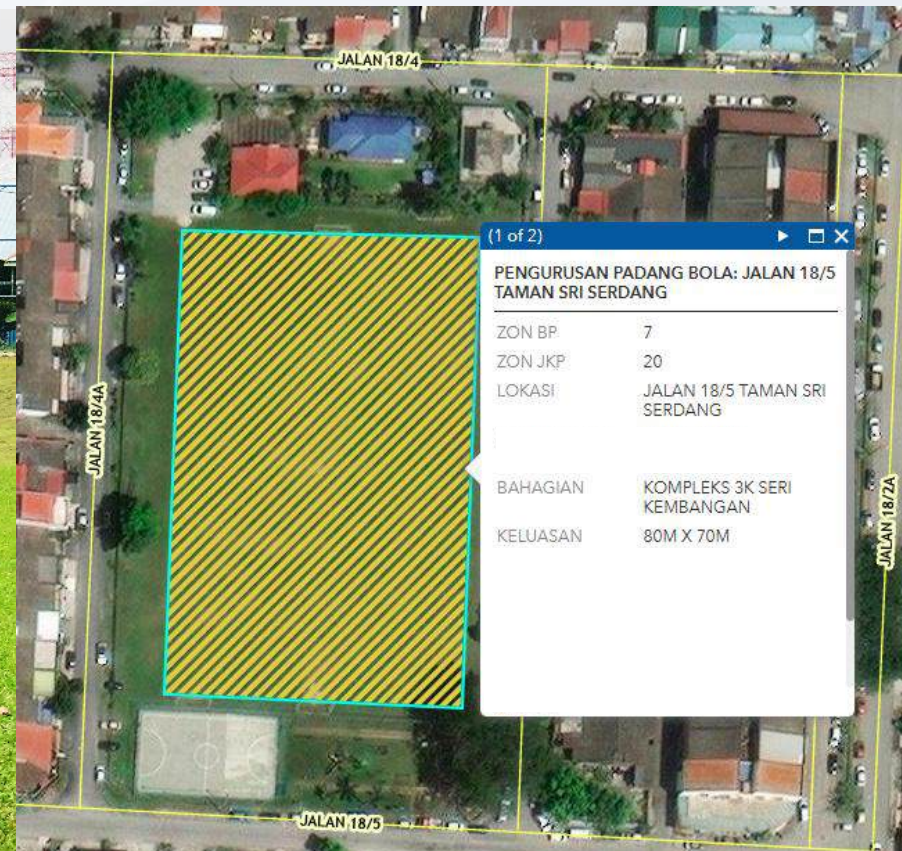 JALAN 18/4
(1 of 2)
PENGURUSAN PADANG BOLA: JALAN 18/5
TAMAN SRI SERDANG
ZON BP 7
ZON JKP 20
LOKASI JALAN 18/5 TAMAN SRI
SERDANG
JALAN 18/4A
BAHAGIAN KOMPLEKS 3K SERI
KEMBANGAN
KELUASAN 80M X 70M
JALAN 18/2A
JALAN 18/5